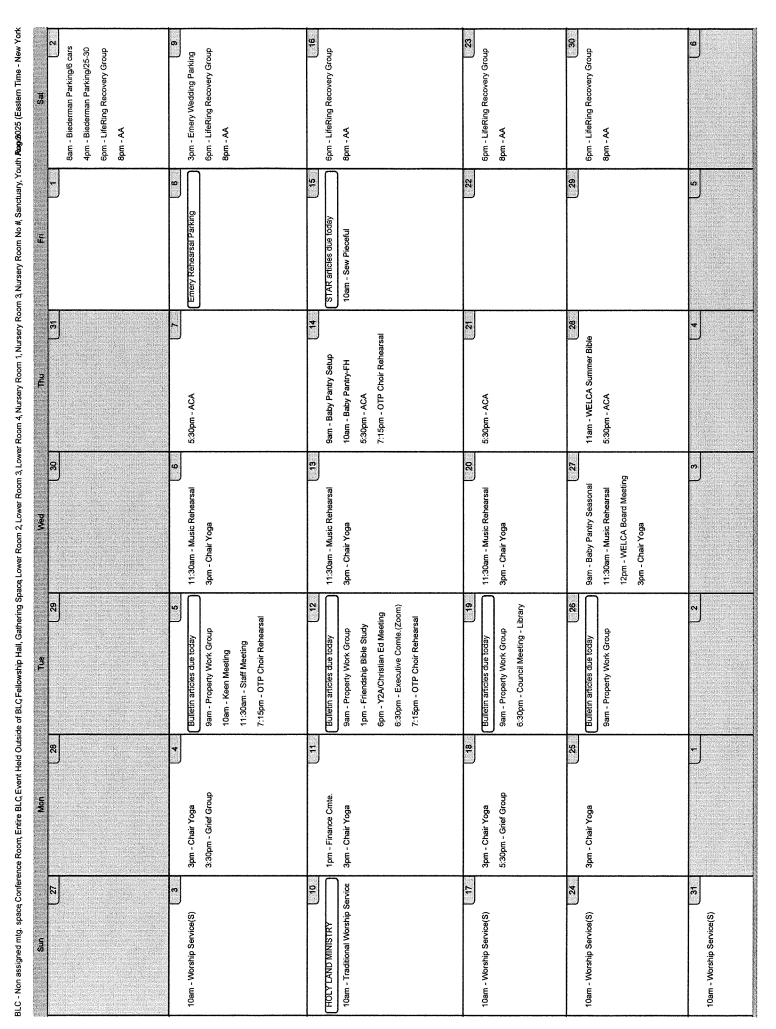 BLC - Non assigned mtg. space, Conference Room, Entire BLC, Event Held Outside of BLC, Fellowship Hall, Gathering Space, Lower Room 2, Lower Room 3, Lower Room 4, Nursery Room 1, Nursery Room 3, Nursery Room No #, Sanctuary, Youth 2025 (Eastern Time - New York
Sun
Mon
Tue
Wed
Thu
Fri
Sat
27
28
29
30
31
1
2
8am - Biederman Parking/6 cars
4pm - Biederman Parking/25-30
6pm - LifeRing Recovery Group
8pm - AA
3
10am - Worship Service(S)
4
3pm - Chair Yoga
3:30pm - Grief Group
5
Bulletin articles due today
9am - Property Work Group
10am - Keen Meeting
11:30am - Staff Meeting
7:15pm - OTP Choir Rehearsal
6
11:30am - Music Rehearsal
3pm - Chair Yoga
7
5:30pm - ACA
8
Emery Rehearsal Parking
9
3pm - Emery Wedding Parking
6pm - LifeRing Recovery Group
8pm - AA
10
HOLY LAND MINISTRY
10am - Traditional Worship Service
11
1pm - Finance Cmte.
3pm - Chair Yoga
12
Bulletin articles due today
9am - Property Work Group
1pm - Friendship Bible Study
6pm - Y2A/Christian Ed Meeting
6:30pm - Executive Comte.(Zoom)
7:15pm - OTP Choir Rehearsal
13
11:30am - Music Rehearsal
3pm - Chair Yoga
14
9am - Baby Pantry Setup
10am - Baby Pantry-FH
5:30pm - ACA
7:15pm - OTP Choir Rehearsal
15
STAR articles due today
10am - Sew Pieceful
16
6pm - LifeRing Recovery Group
8pm - AA
17
10am - Worship Service(S)
18
3pm - Chair Yoga
5:30pm - Grief Group
19
Bulletin articles due today
9am - Property Work Group
6:30pm - Council Meeting - Library
20
11:30am - Music Rehearsal
3pm - Chair Yoga
21
5:30pm - ACA
22
23
6pm - LifeRing Recovery Group
8pm - AA
24
10am - Worship Service(S)
25
3pm - Chair Yoga
26
Bulletin articles due today
9am - Property Work Group
27
9am - Baby Pantry Seasonal
11:30am - Music Rehearsal
12pm - WELCA Board Meeting
3pm - Chair Yoga
28
11am - WELCA Summer Bible
5:30pm - ACA
29
30
6pm - LifeRing Recovery Group
8pm - AA
31
10am - Worship Service(S)
1
2
3
4
5
6